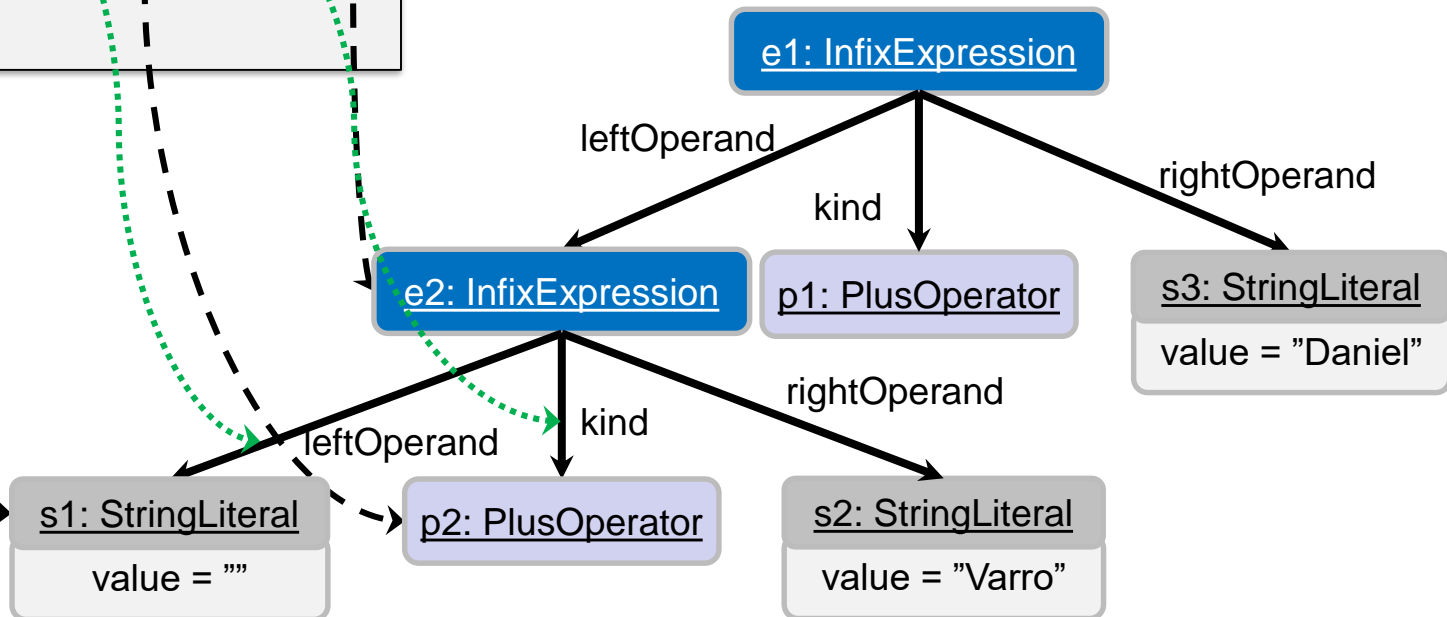 e1: InfixExpression
leftOperand
kind
rightOperand
e2: InfixExpression
p1: PlusOperator
s3: StringLiteral
value = ”Daniel”
leftOperand
kind
rightOperand
s1: StringLiteral
value = ””
p2: PlusOperator
s2: StringLiteral
value = ”Varro”